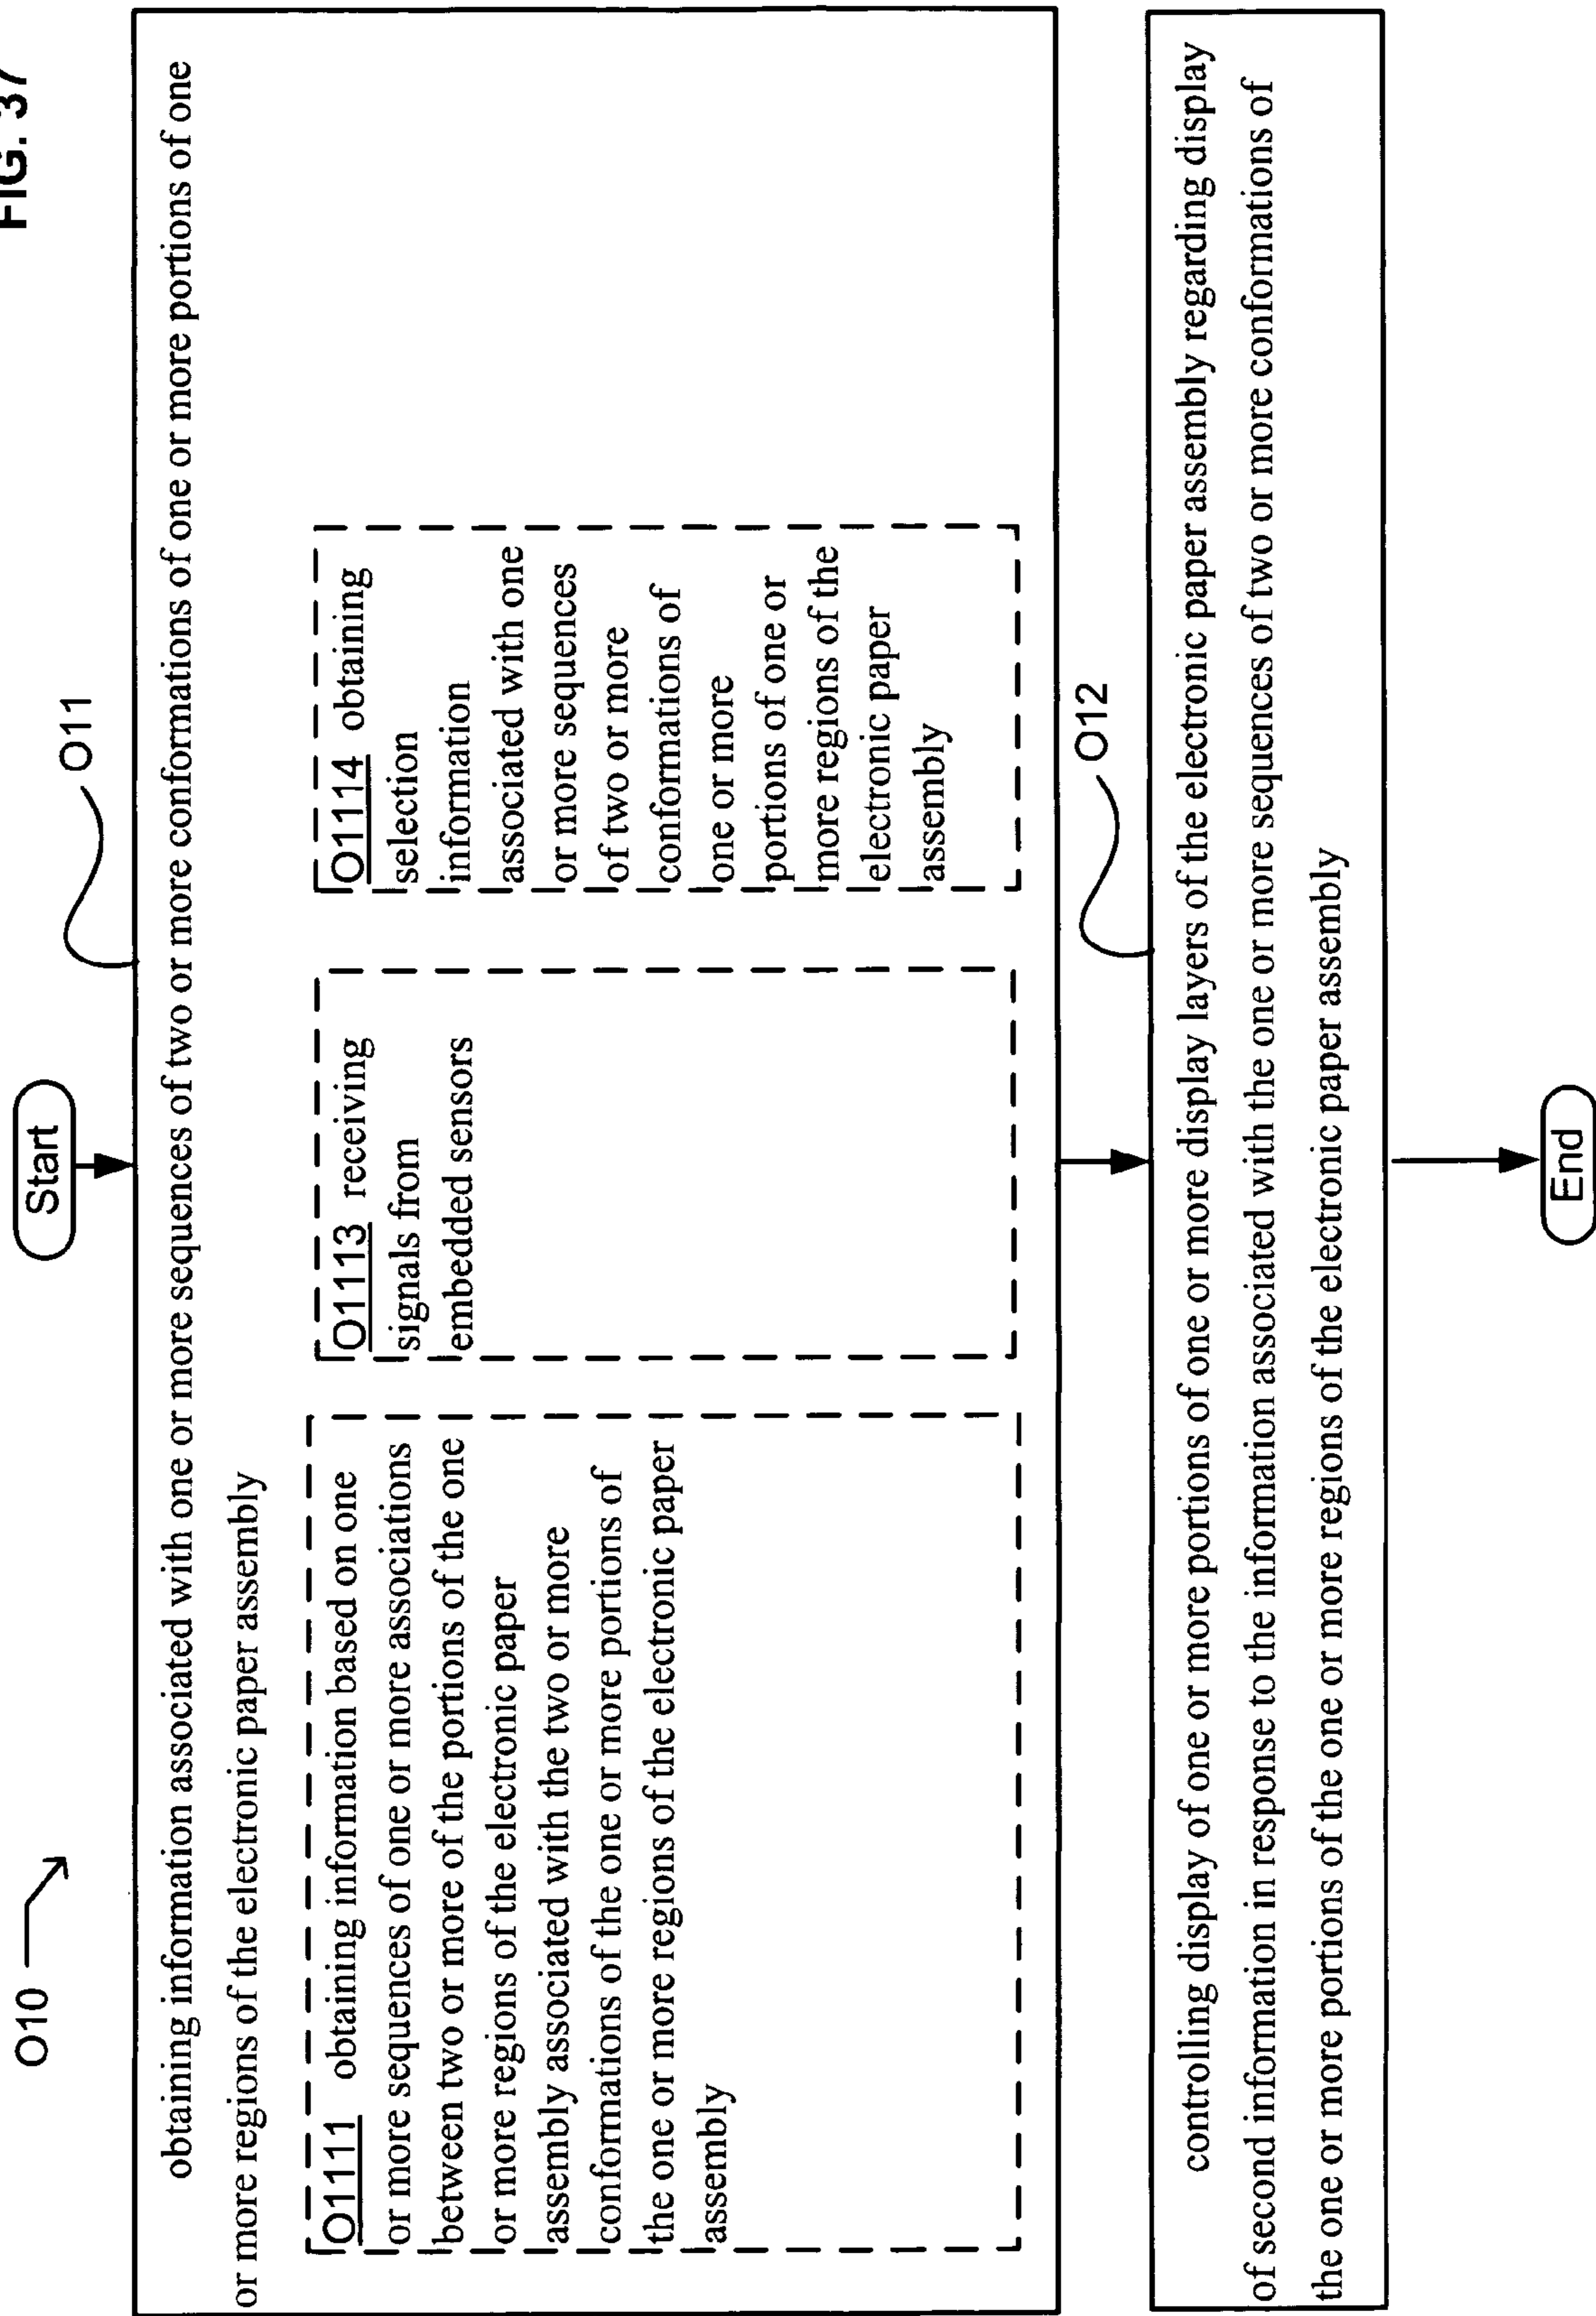 FIG. 37
O10
Start
O11
obtaining information associated with one or more sequences of two or more conformations of one or more portions of one
or more regions of the electronic paper assembly
O1111 obtaining information based on one
or more sequences of one or more associations
between two or more of the portions of the one
or more regions of the electronic paper
assembly associated with the two or more
conformations of the one or more portions of
the one or more regions of the electronic paper
assembly
O1113 receiving
signals from
embedded sensors
O1114 obtaining
selection
information
associated with one
or more sequences
of two or more
conformations of
one or more
portions of one or
more regions of the
electronic paper
assembly
O12
controlling display of one or more portions of one or more display layers of the electronic paper assembly regarding display
of second information in response to the information associated with the one or more sequences of two or more conformations of
the one or more portions of the one or more regions of the electronic paper assembly
End